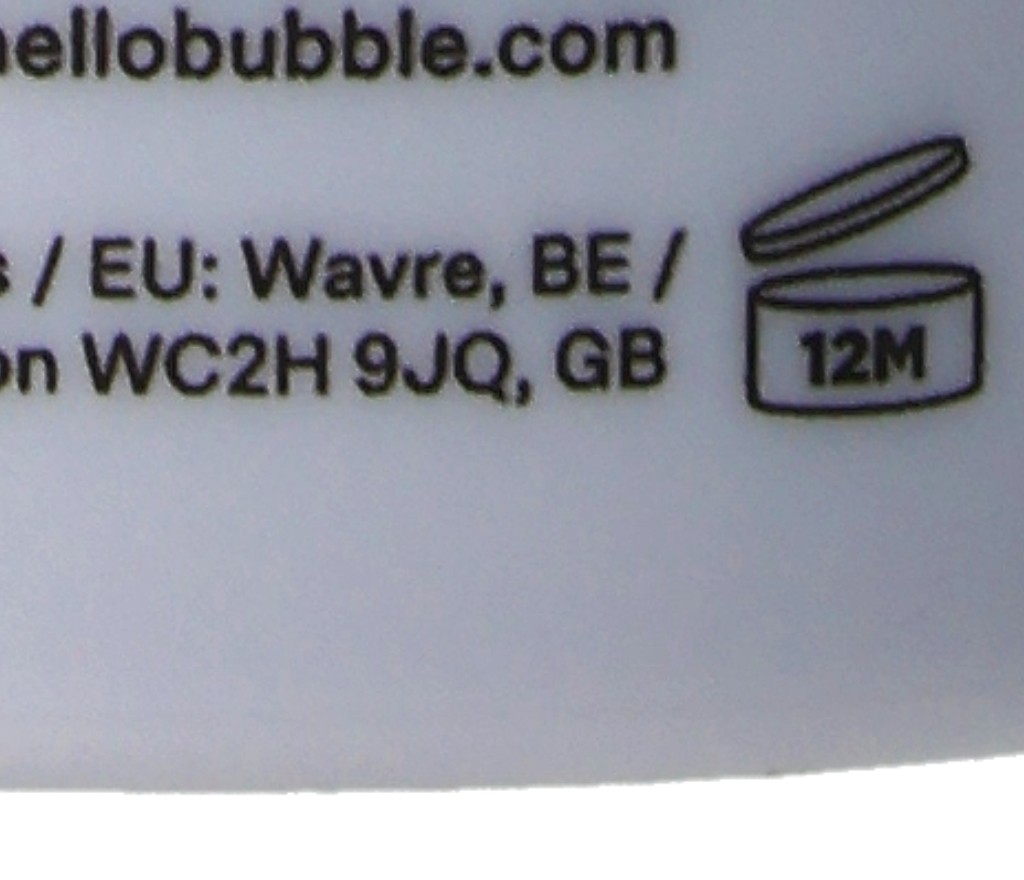 ellobubble.com
/ EU: Wavre, BE /
on WC2H 9JQ, GB
12M